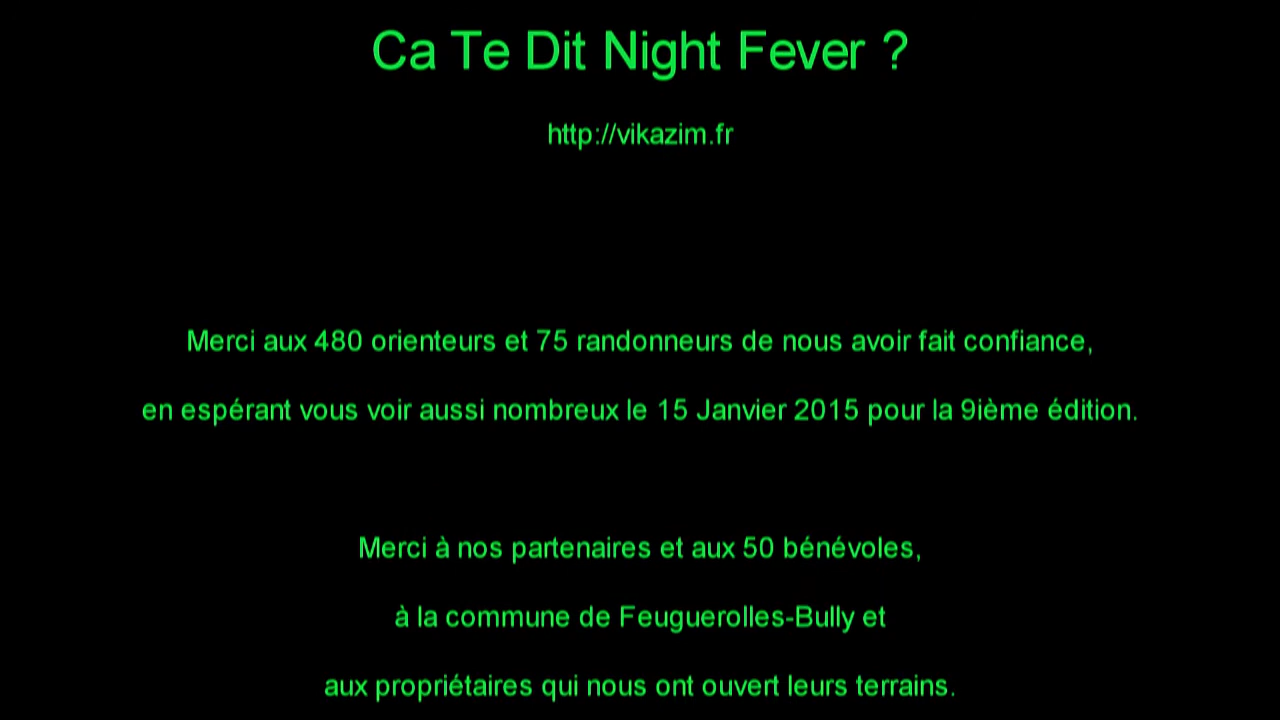 Ca Te Dit Night Fever ?
http://vikazim.fr
Merci aux 480 orienteurs et 75 randonneurs de nous avoir fait confiance,
en espérant vous voir aussi nombreux le 15 Janvier 2015 pour la 9ième édition.
Merci à nos partenaires et aux 50 bénévoles,
à la commune de Feuguerolles-Bully et
aux propriétaires qui nous ont ouvert leurs terrains.